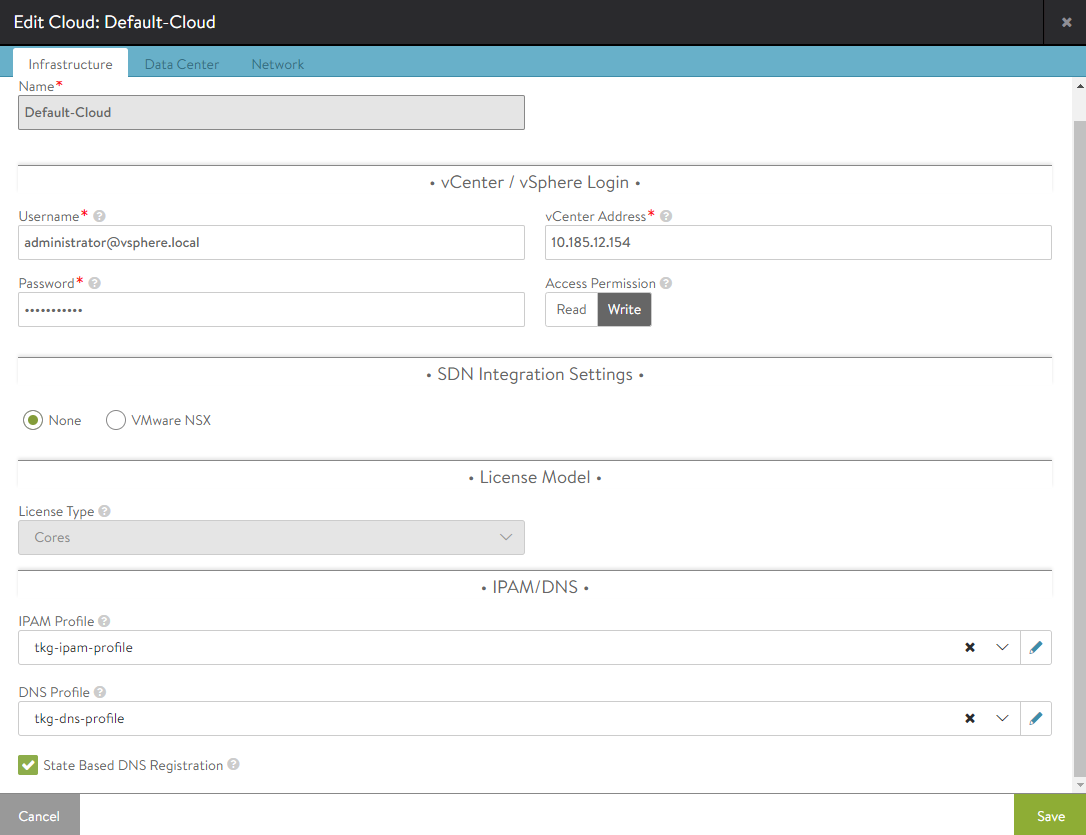 Edit Cloud: Default-Cloud
Infrastructure Data Center Network
Name*
Default-Cloud
• vCenter / vSphere Login •
Username* vCenter Address*
administrator@vsphere.local 10.185.12.154
Password* Access Permission
••••••••••• Read Write
• SDN Integration Settings •
None VMware NSX
• License Model •
License Type
Cores
• IPAM/DNS •
IPAM Profile
tkg-ipam-profile
DNS Profile
tkg-dns-profile
State Based DNS Registration
Cancel Save